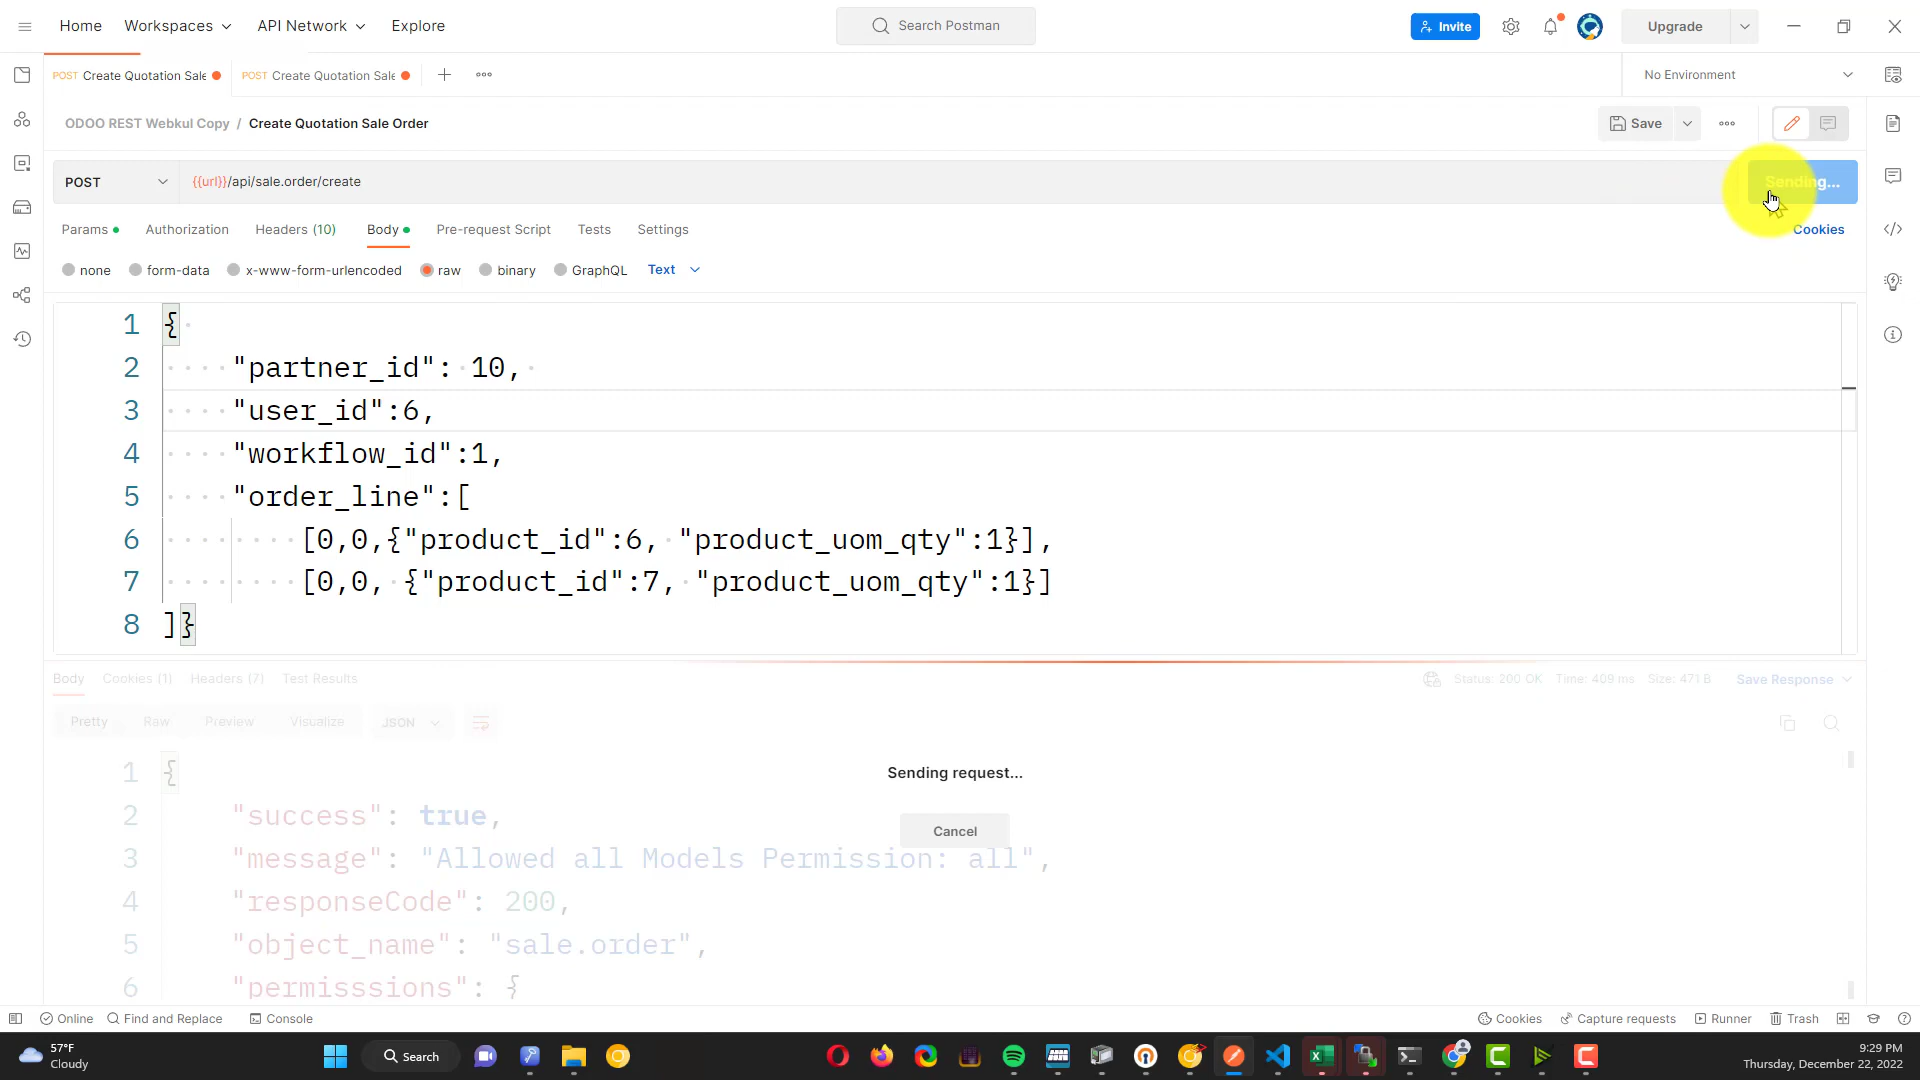 Home Workspaces API Network Explore Search Postman Invite Upgrade
POST Create Quotation Sale POST Create Quotation Sale No Environment
ODOO REST Webkul Copy / Create Quotation Sale Order Save
POST {{url}}/api/sale.order/create Sending...
Params Authorization Headers (10) Body Pre-request Script Tests Settings Cookies
none form-data x-www-form-urlencoded raw binary GraphQL Text
1 {
2 "partner_id": 10,
3 "user_id":6,
4 "workflow_id":1,
5 "order_line":[
6 [0,0,{"product_id":6, "product_uom_qty":1}],
7 [0,0, {"product_id":7, "product_uom_qty":1}]
8 ]}
Body Cookies (1) Headers (7) Test Results Status: 200 OK Time: 409 ms Size: 471 B Save Response
Pretty Raw Preview Visualize JSON
Sending request...
Cancel
1 {
2 "success": true,
3 "message": "Allowed all Models Permission: all",
4 "responseCode": 200,
5 "object_name": "sale.order",
6 "permisssions": {
Online Find and Replace Console Cookies Capture requests Runner Trash
57°F
Cloudy
Search
9:29 PM
Thursday, December 22, 2022